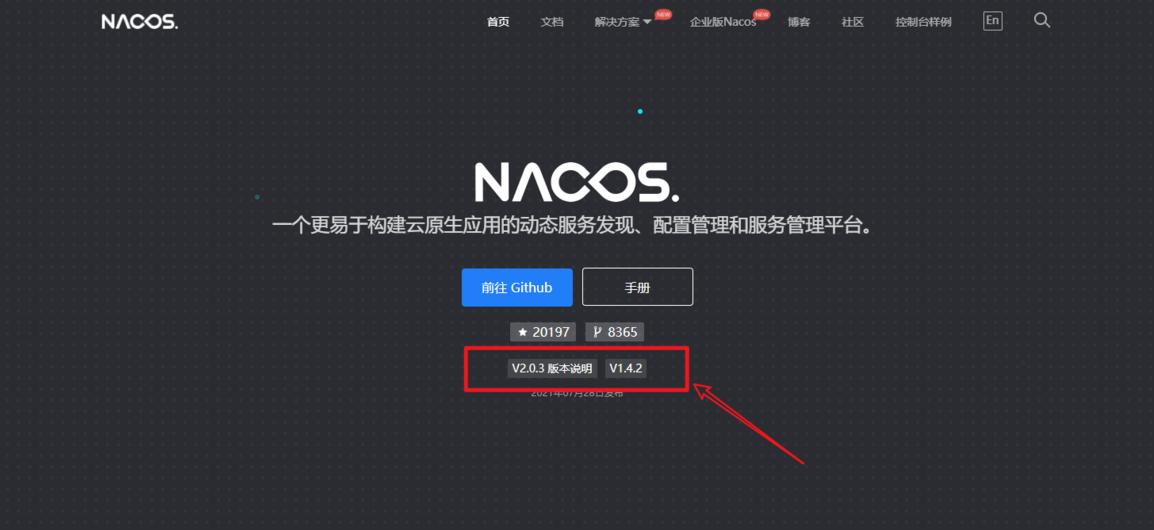 NACOS. 首页 文档 解决方案 NEW 企业版Nacos NEW 博客 社区 控制台样例 En
NACOS.
一个更易于构建云原生应用的动态服务发现、配置管理和服务管理平台。
前往 Github 手册
20197 8365
V2.0.3 版本说明 V1.4.2
2021年07月28日发布